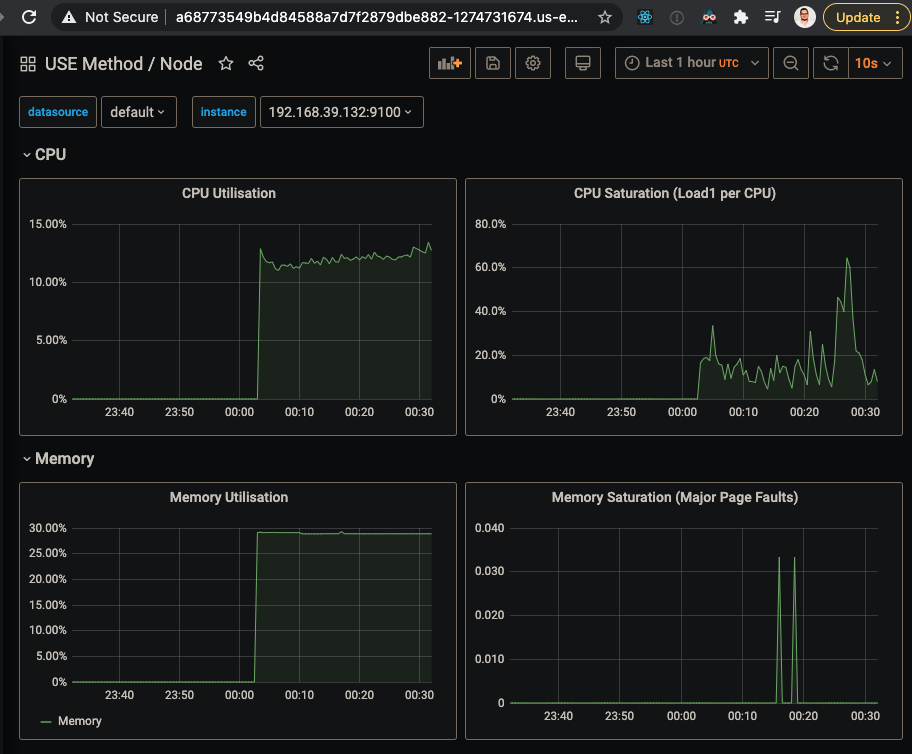 Not Secure
a68773549b4d84588a7d7f2879dbe882-1274731674.us-e...
Update
USE Method / Node
Last 1 hour UTC
10s
datasource
default
instance
192.168.39.132:9100
CPU
CPU Utilisation
15.00%
10.00%
5.00%
0%
23:40 23:50 00:00 00:10 00:20 00:30
CPU Saturation (Load1 per CPU)
80.0%
60.0%
40.0%
20.0%
0%
23:40 23:50 00:00 00:10 00:20 00:30
Memory
Memory Utilisation
30.00%
25.00%
20.00%
15.00%
10.00%
5.00%
0%
23:40 23:50 00:00 00:10 00:20 00:30
Memory
Memory Saturation (Major Page Faults)
0.040
0.030
0.020
0.010
0
23:40 23:50 00:00 00:10 00:20 00:30